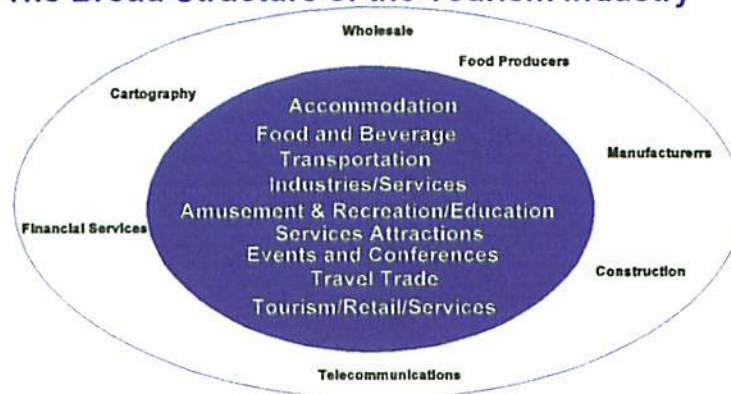 The Broad Structure of the Tourism Industry
Wholesale
Food Producers
Cartography
Accommodation
Food and Beverage
Transportation
Manufacturerrs
Industries/Services
Amusement & Recreation/Education
Financial Services
Services Attractions
Events and Conferences
Construction
Travel Trade
Tourism/Retail/Services
Telecommunications